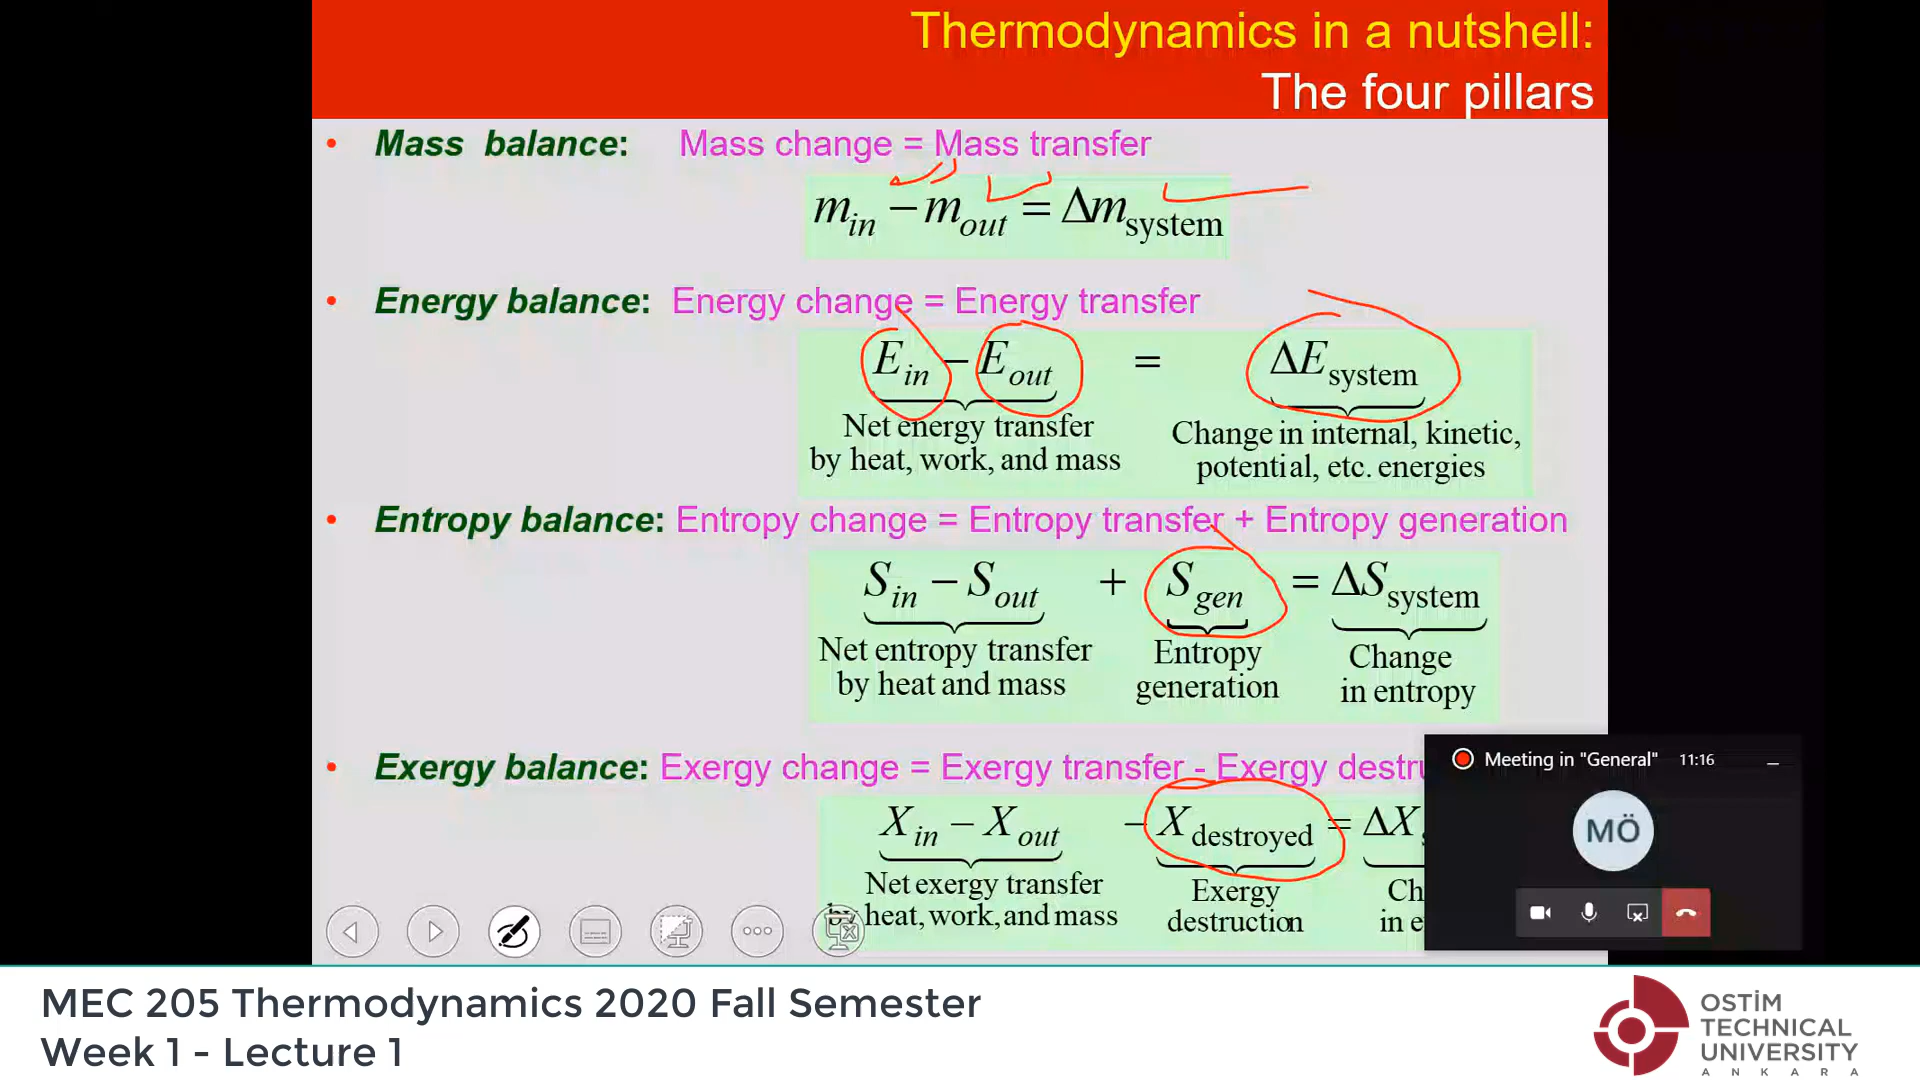 Thermodynamics in a nutshell:
The four pillars
• Mass balance: Mass change = Mass transfer
m_in − m_out = Δm_system
• Energy balance: Energy change = Energy transfer
E_in − E_out = ΔE_system
Net energy transfer
by heat, work, and mass
Change in internal, kinetic,
potential, etc. energies
• Entropy balance: Entropy change = Entropy transfer + Entropy generation
S_in − S_out + S_gen = ΔS_system
Net entropy transfer
by heat and mass
Entropy
generation
Change
in entropy
• Exergy balance: Exergy change = Exergy transfer - Exergy
X_in − X_out − X_destroyed = ΔX
Net exergy transfer
by heat, work, and mass
Exergy
destruction
in
Meeting in "General" 11:16
MÖ
MEC 205 Thermodynamics 2020 Fall Semester
Week 1 - Lecture 1
OSTİM
TECHNICAL
UNIVERSITY
ANKARA